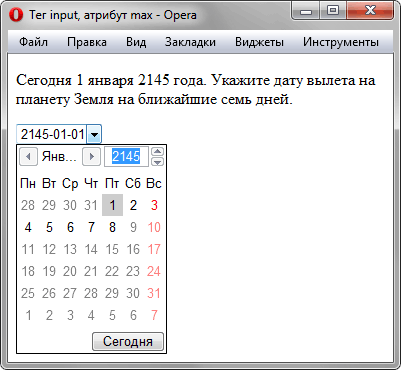 Тег input, атрибут max - Opera
Файл Правка Вид Закладки Виджеты Инструменты
Сегодня 1 января 2145 года. Укажите дату вылета на
планету Земля на ближайшие семь дней.
2145-01-01
Янв... 2145
Пн Вт Ср Чт Пт Сб Вс
28 29 30 31 1 2 3
4 5 6 7 8 9 10
11 12 13 14 15 16 17
18 19 20 21 22 23 24
25 26 27 28 29 30 31
1 2 3 4 5 6 7
Сегодня